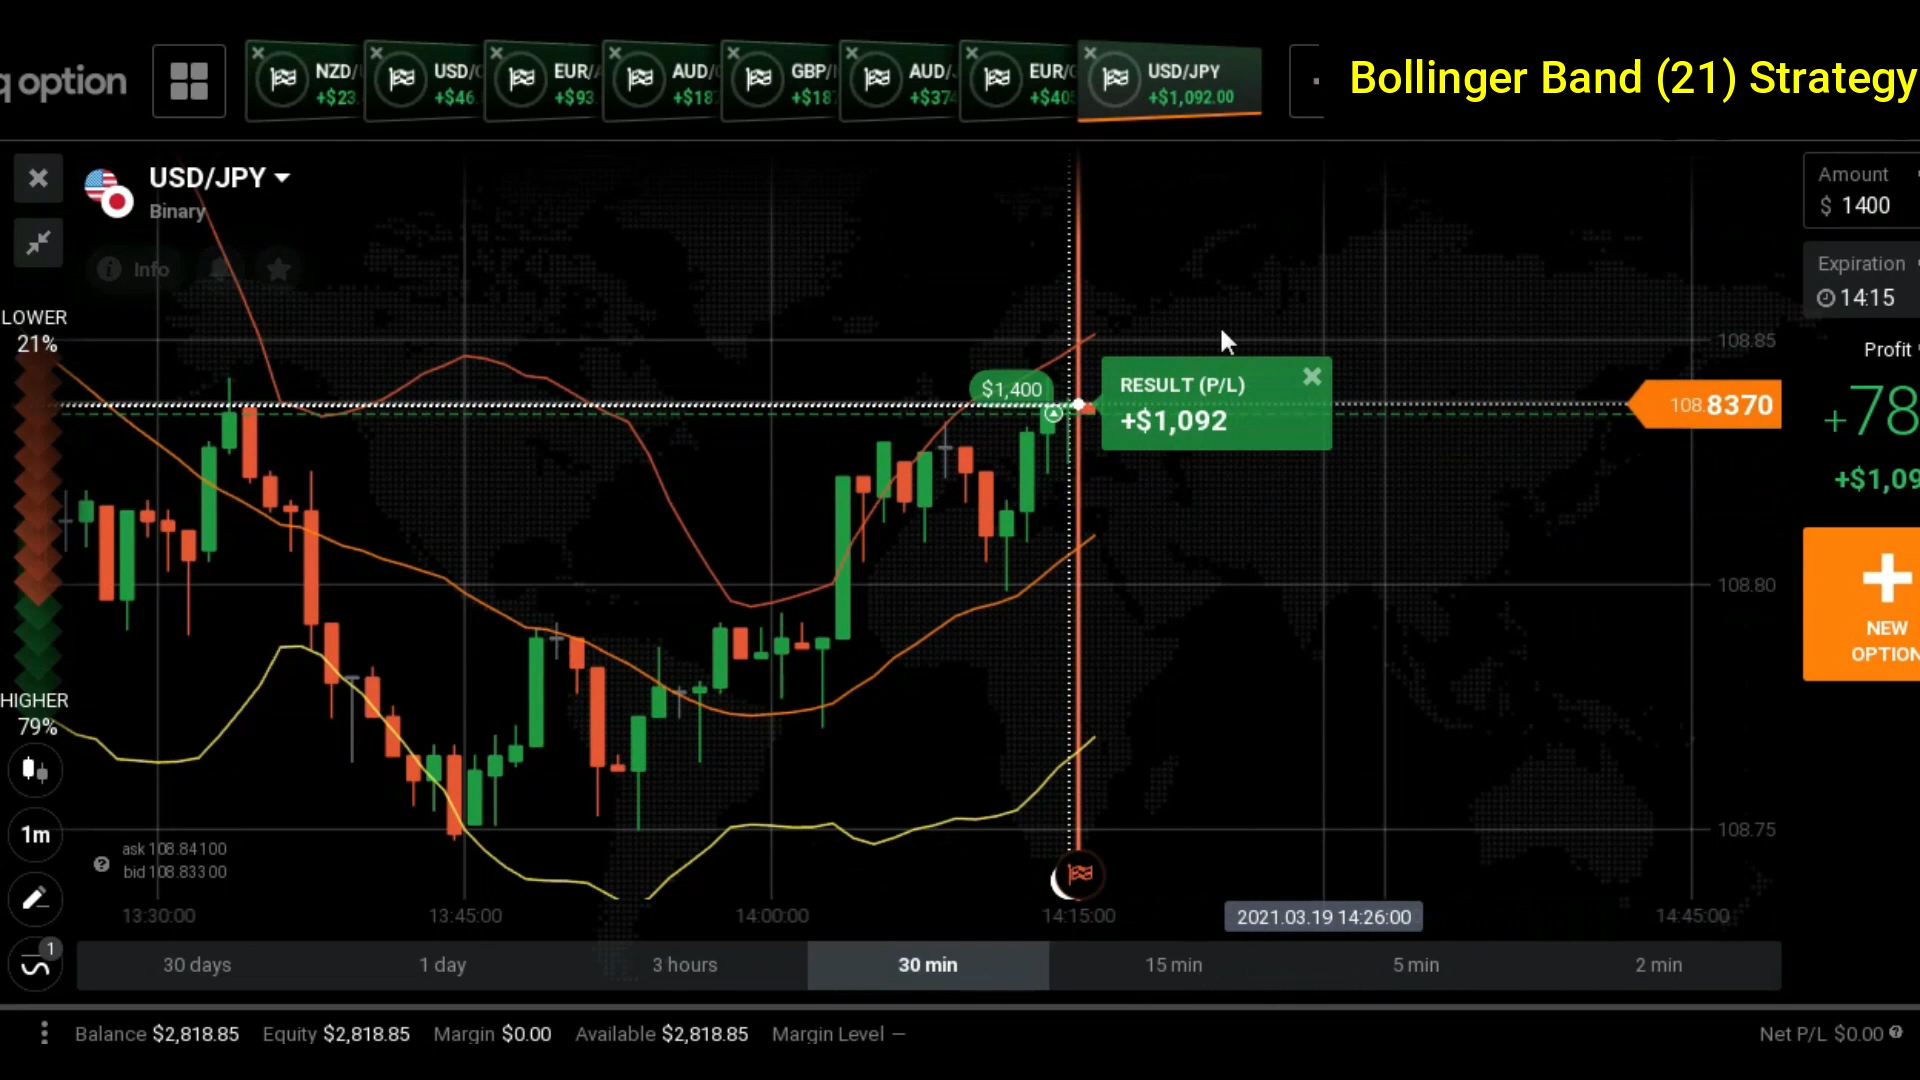 q option
NZD/
+$23.
USD/
+$46.
EUR/
+$93
AUD/
+$187
GBP/
+$187
AUD/
+$374
EUR/
+$405
USD/JPY
+$1,092.00
Bollinger Band (21) Strategy
USD/JPY
Binary
Info
Amount
$ 1400
Expiration
14:15
LOWER
21%
108.85
Profit
$1,400
RESULT (P/L)
+$1,092
108.8370
+78
+$1,09
108.80
NEW
OPTION
HIGHER
79%
1m
108.75
ask 108.84100
bid 108.83300
13:30:00
13:45:00
14:00:00
14:15:00
2021.03.19 14:26:00
14:45:00
1
30 days
1 day
3 hours
30 min
15 min
5 min
2 min
Balance $2,818.85 Equity $2,818.85 Margin $0.00 Available $2,818.85 Margin Level — Net P/L $0.00